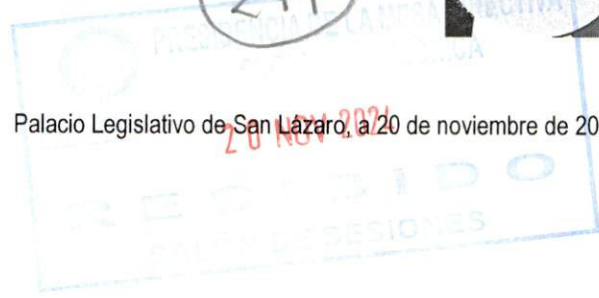 PRESIDENCIA DE LA MESA DIRECTIVA
Palacio Legislativo de San Lázaro, a 20 de noviembre de 20
20 NOV 2024
RECIBIDO
SALÓN DE SESIONES